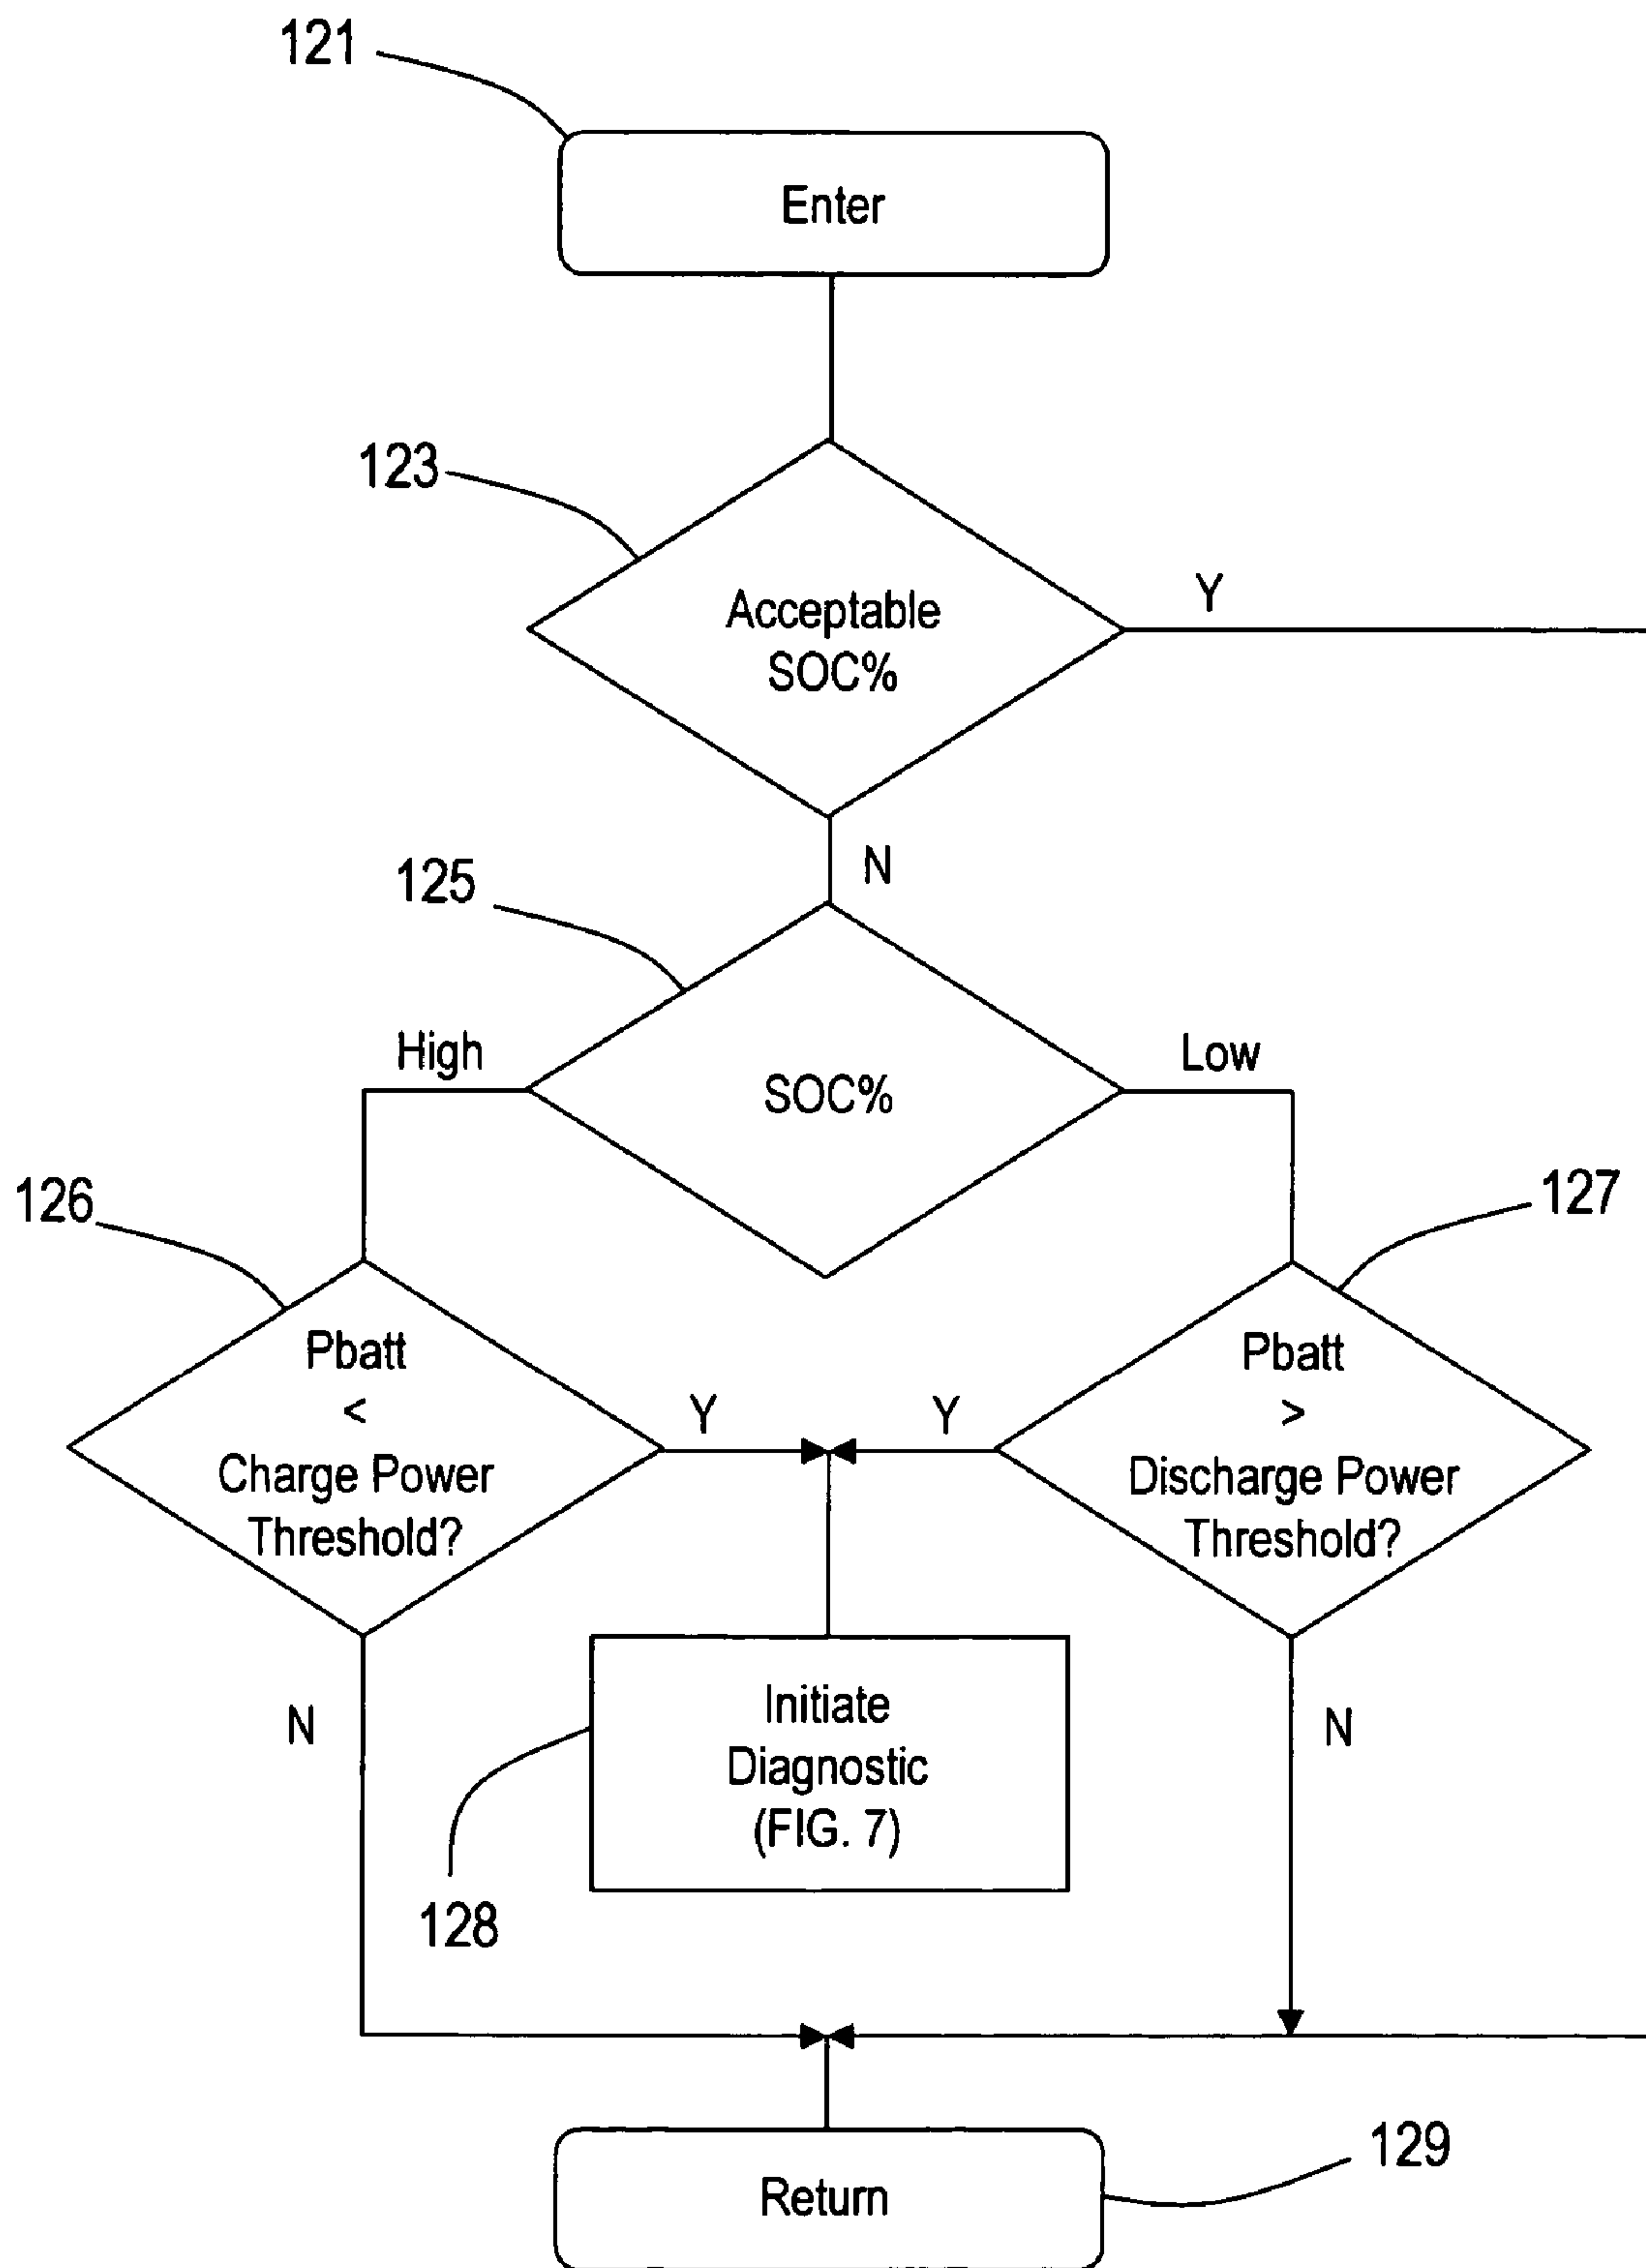 121
Enter
123
Acceptable
SOC%
Y
N
125
High
SOC%
Low
126
127
Pbatt
<
Charge Power
Threshold?
Y
Y
Pbatt
>
Discharge Power
Threshold?
N
Initiate
Diagnostic
(FIG. 7)
N
128
Return
129